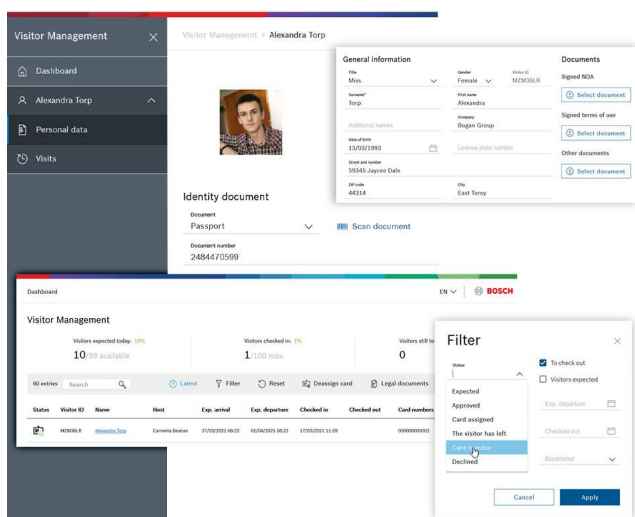 Visitor Management
Visitor Management > Alexandra Torp
Dashboard
Alexandra Torp
Personal data
Visits
General information
Title
Miss
Gender
Female
Visitor ID
MZM36LR
Surname*
Torp
First name
Alexandra
Additional names
Company
Bogan Group
Date of birth
13/03/1993
License plate number
Street and number
59345 Jaycee Dale
ZIP code
44314
City
East Torey
Documents
Signed NDA
Select document
Signed terms of use
Select document
Other documents
Select document
Identity document
Document
Passport
Scan document
Document number
2484470599
Dashboard
EN
BOSCH
Visitor Management
Visitors expected today: 10%
10/99 available
Visitors checked in: 1%
1/100 max.
Visitors still to
0
60 entries
Search
Latest
Filter
Reset
Deassign card
Legal documents
Status Visitor ID Name Host Exp. arrival Exp. departure Checked in Checked out Card numbers
MZM36LR Alexandra Torp Carmella Beahan 27/03/2021 08:22 01/04/2021 08:22 17/03/2021 11:59
Filter
Status
Expected
Approved
Card assigned
The visitor has left
Card number
Declined
To check out
Visitors expected
Exp. departure
Checked out
Blacklisted
Cancel
Apply